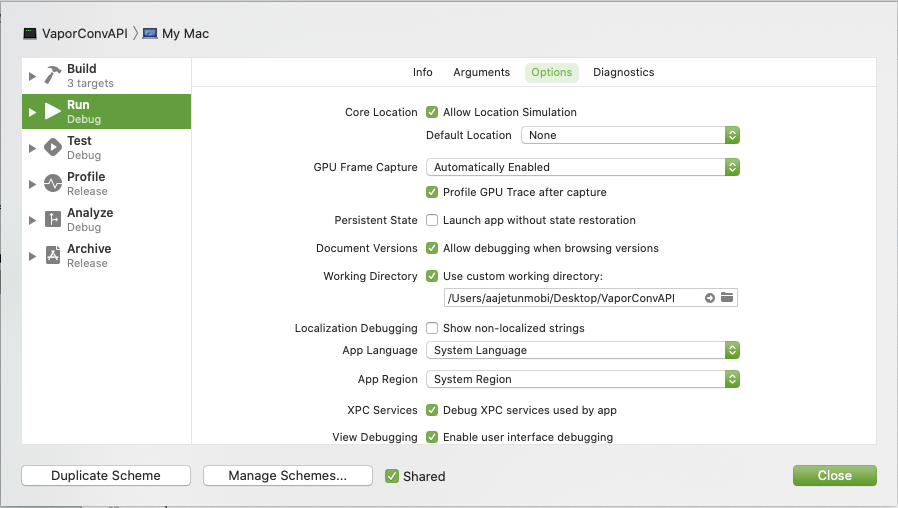 VaporConvAPI My Mac
Build
3 targets
Run
Debug
Test
Debug
Profile
Release
Analyze
Debug
Archive
Release
Info Arguments Options Diagnostics
Core Location Allow Location Simulation
Default Location None
GPU Frame Capture Automatically Enabled
Profile GPU Trace after capture
Persistent State Launch app without state restoration
Document Versions Allow debugging when browsing versions
Working Directory Use custom working directory:
/Users/aajetunmobi/Desktop/VaporConvAPI
Localization Debugging Show non-localized strings
App Language System Language
App Region System Region
XPC Services Debug XPC services used by app
View Debugging Enable user interface debugging
Duplicate Scheme Manage Schemes... Shared Close